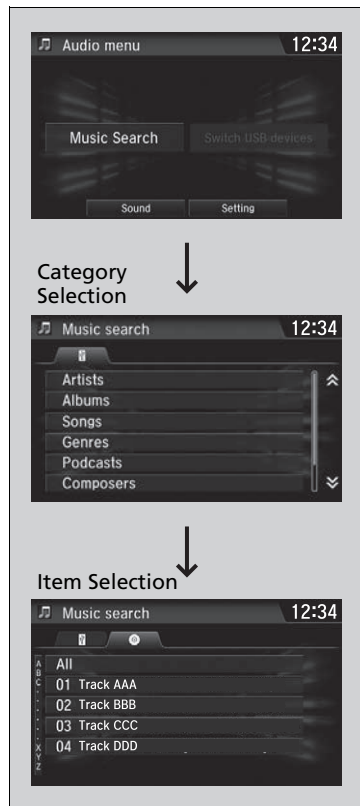 Audio menu 12:34
Music Search Switch USB devices
Sound Setting
Category
Selection
Music search 12:34
Artists
Albums
Songs
Genres
Podcasts
Composers
Item Selection
Music search 12:34
A
B
C
All
01 Track AAA
02 Track BBB
03 Track CCC
04 Track DDD
X
Y
Z